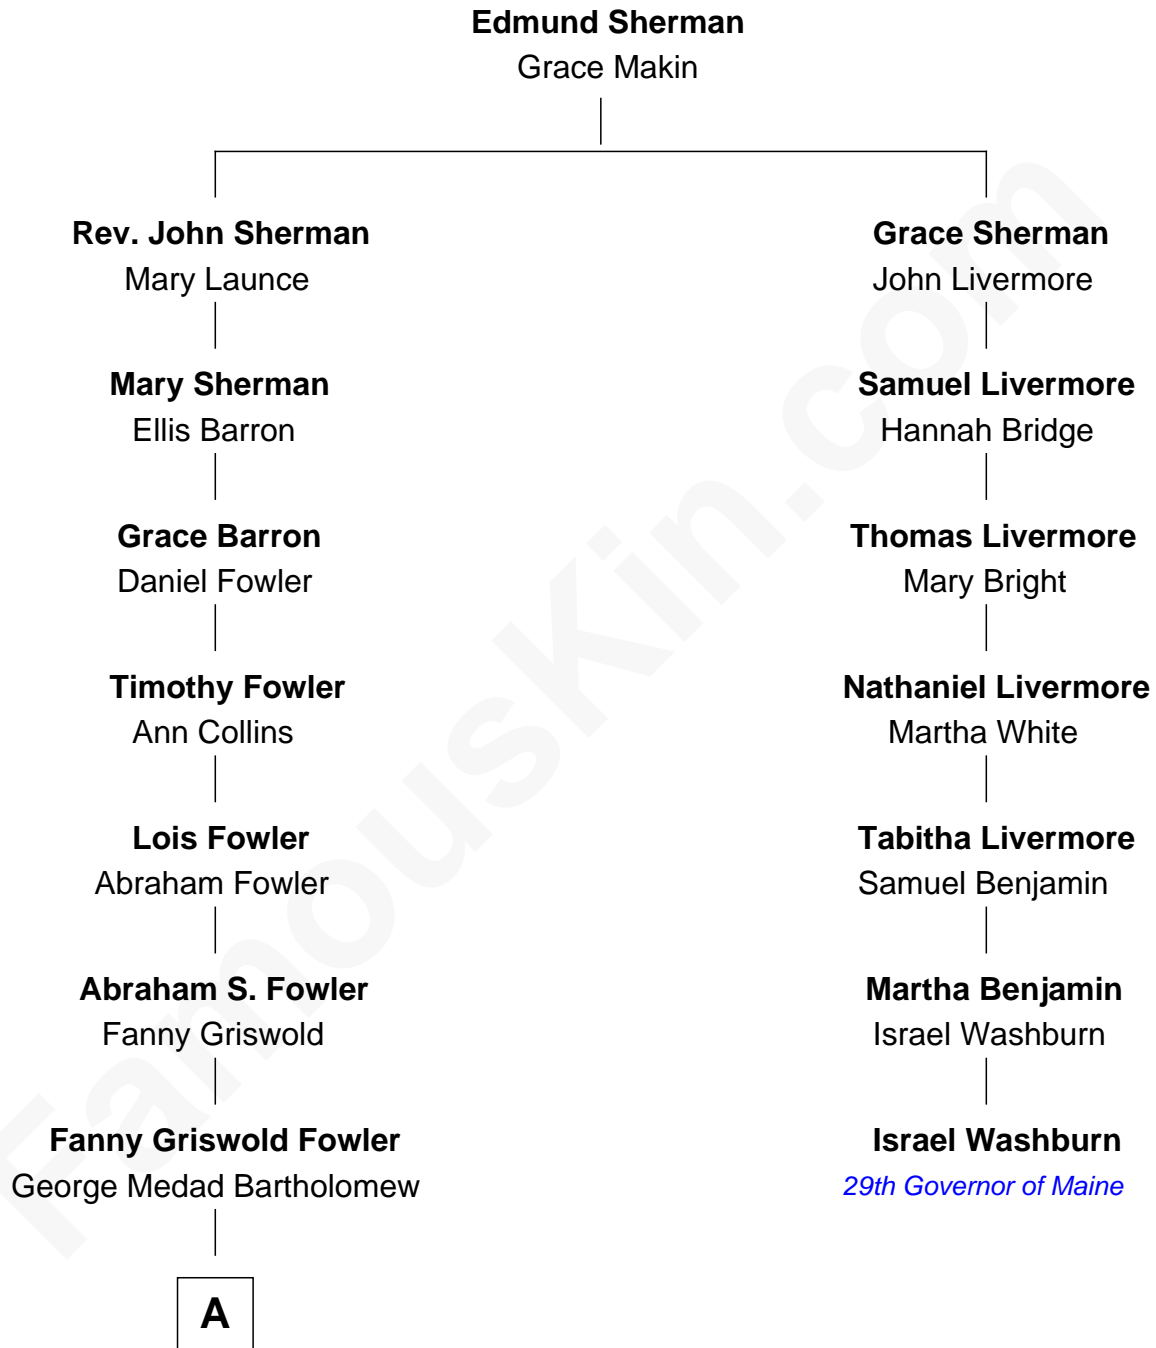 Edmund Sherman
Grace Makin
Rev. John Sherman
Mary Launce
Grace Sherman
John Livermore
Mary Sherman
Ellis Barron
Samuel Livermore
Hannah Bridge
Grace Barron
Daniel Fowler
Thomas Livermore
Mary Bright
Timothy Fowler
Ann Collins
Nathaniel Livermore
Martha White
Lois Fowler
Abraham Fowler
Tabitha Livermore
Samuel Benjamin
Abraham S. Fowler
Fanny Griswold
Martha Benjamin
Israel Washburn
Fanny Griswold Fowler
George Medad Bartholomew
Israel Washburn
29th Governor of Maine
A
FamousKin.com